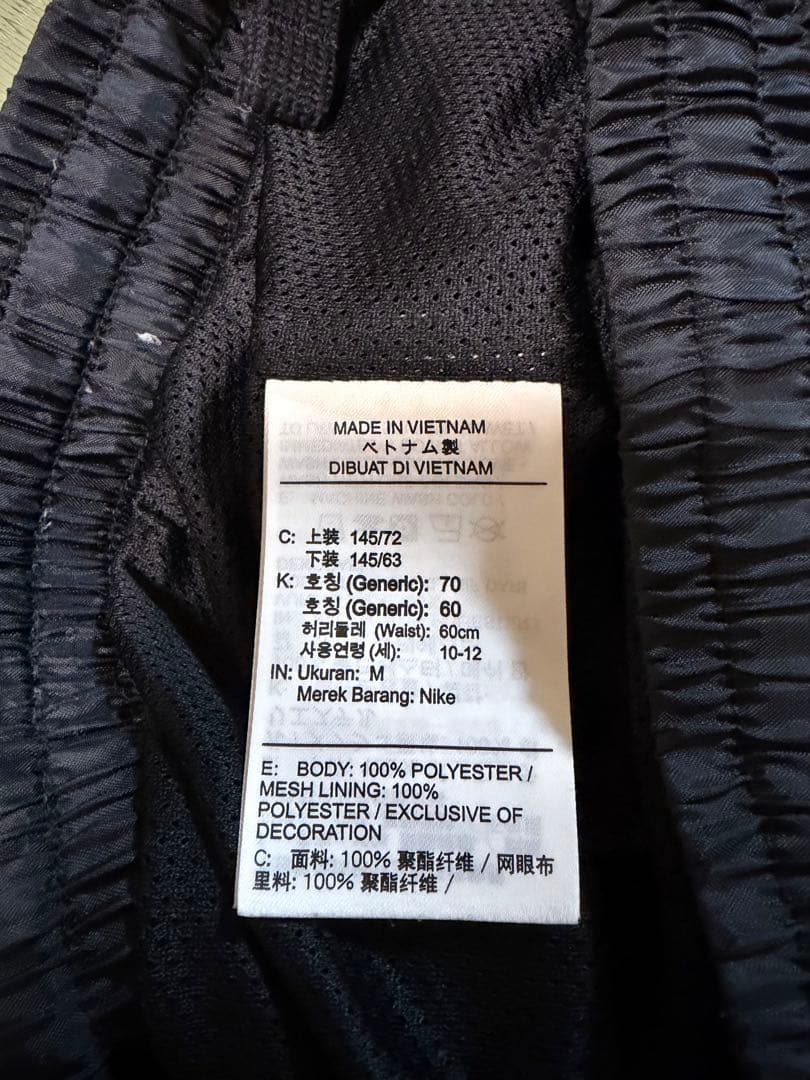 MADE IN VIETNAM
ベトナム製
DIBUAT DI VIETNAM
C: 上装 145/72
下装 145/63
K: 호칭 (Generic): 70
호칭 (Generic): 60
허리둘레 (Waist): 60cm
사용연령 (세): 10-12
IN: Ukuran: M
Merek Barang: Nike
E: BODY: 100% POLYESTER /
MESH LINING: 100%
POLYESTER / EXCLUSIVE OF
DECORATION
C: 面料: 100% 聚酯纤维 / 网眼布
里料: 100% 聚酯纤维 /